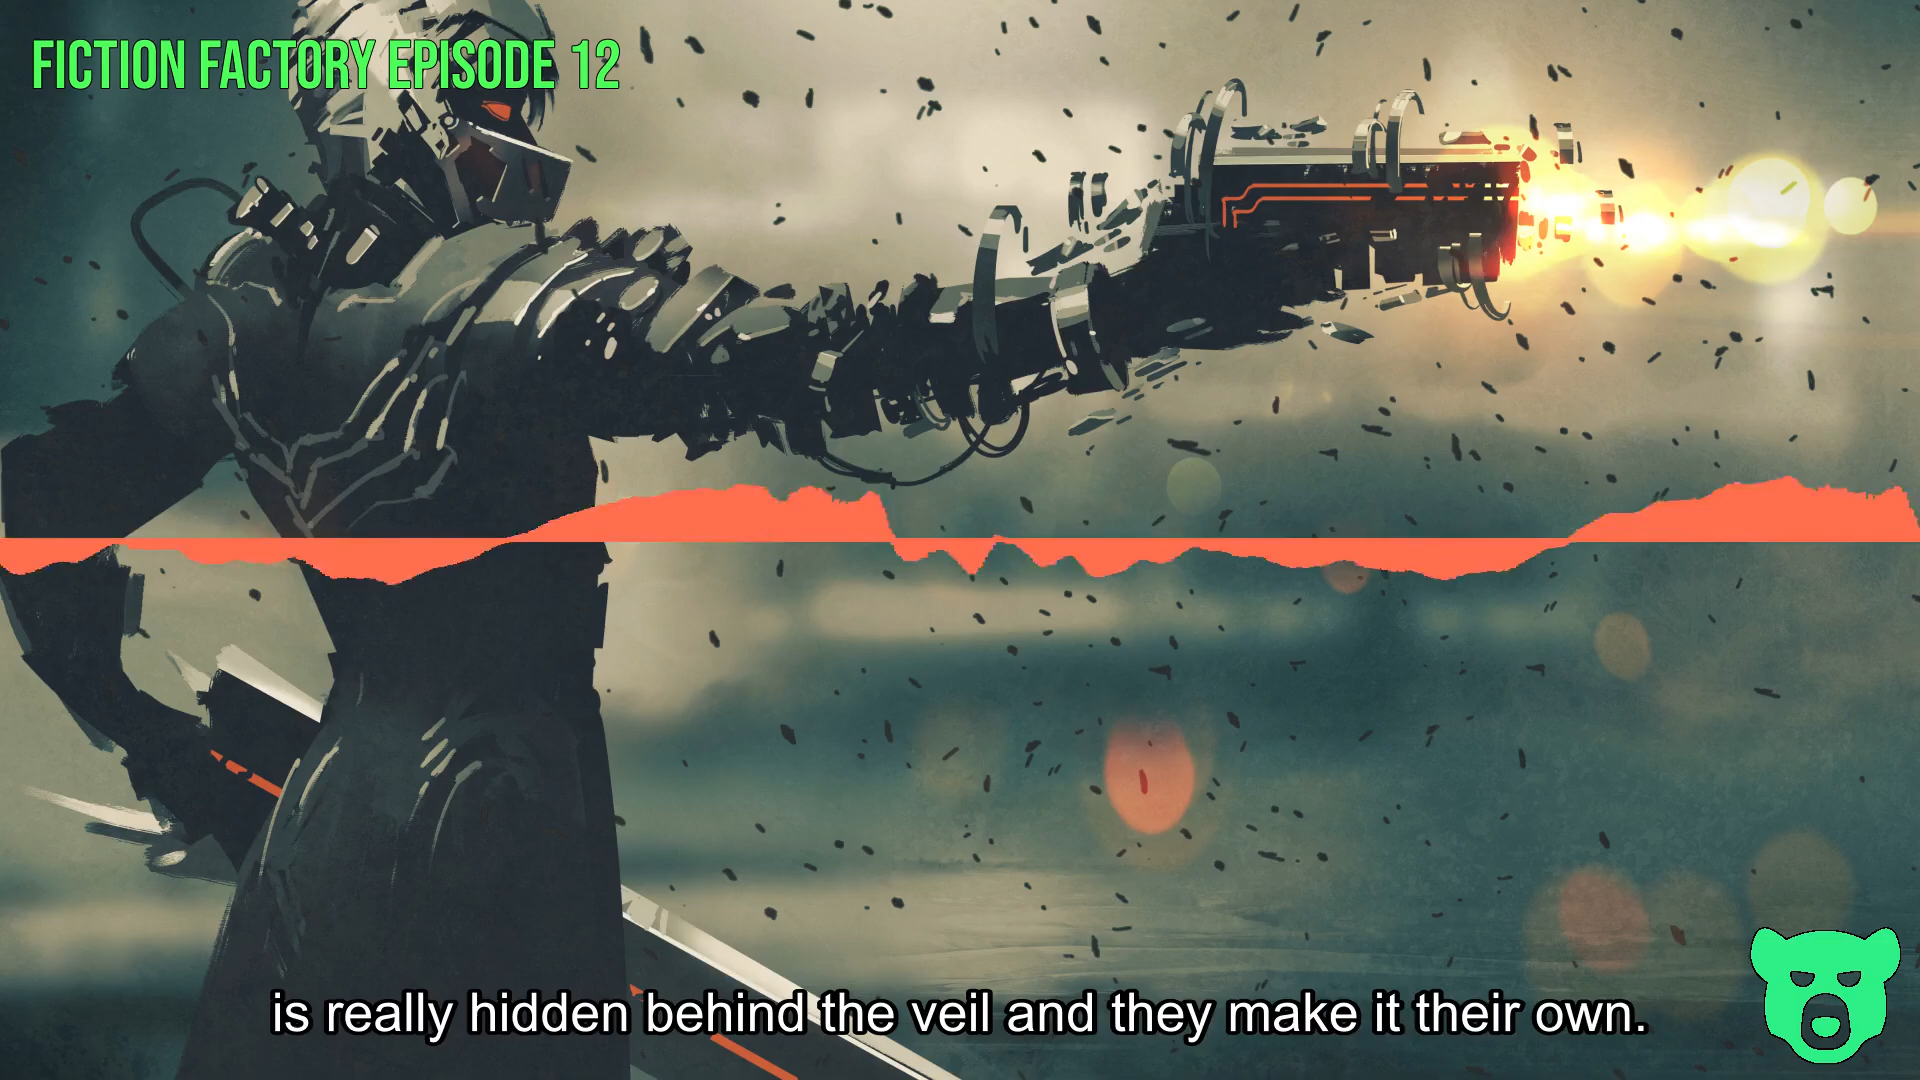 FICTION FACTORY EPISODE 12
is really hidden behind the veil and they make it their own.